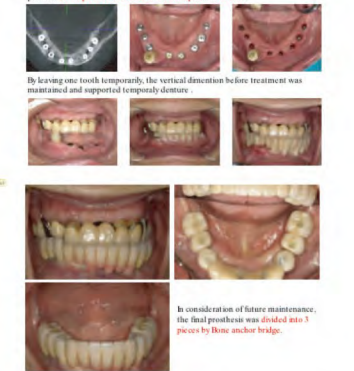 By leaving one tooth temporarily, the vertical dimention before treatment was
maintained and supported temporaly denture .
In consideration of future maintenance,
the final prosthesis was divided into 3
pieces by Bone anchor bridge.